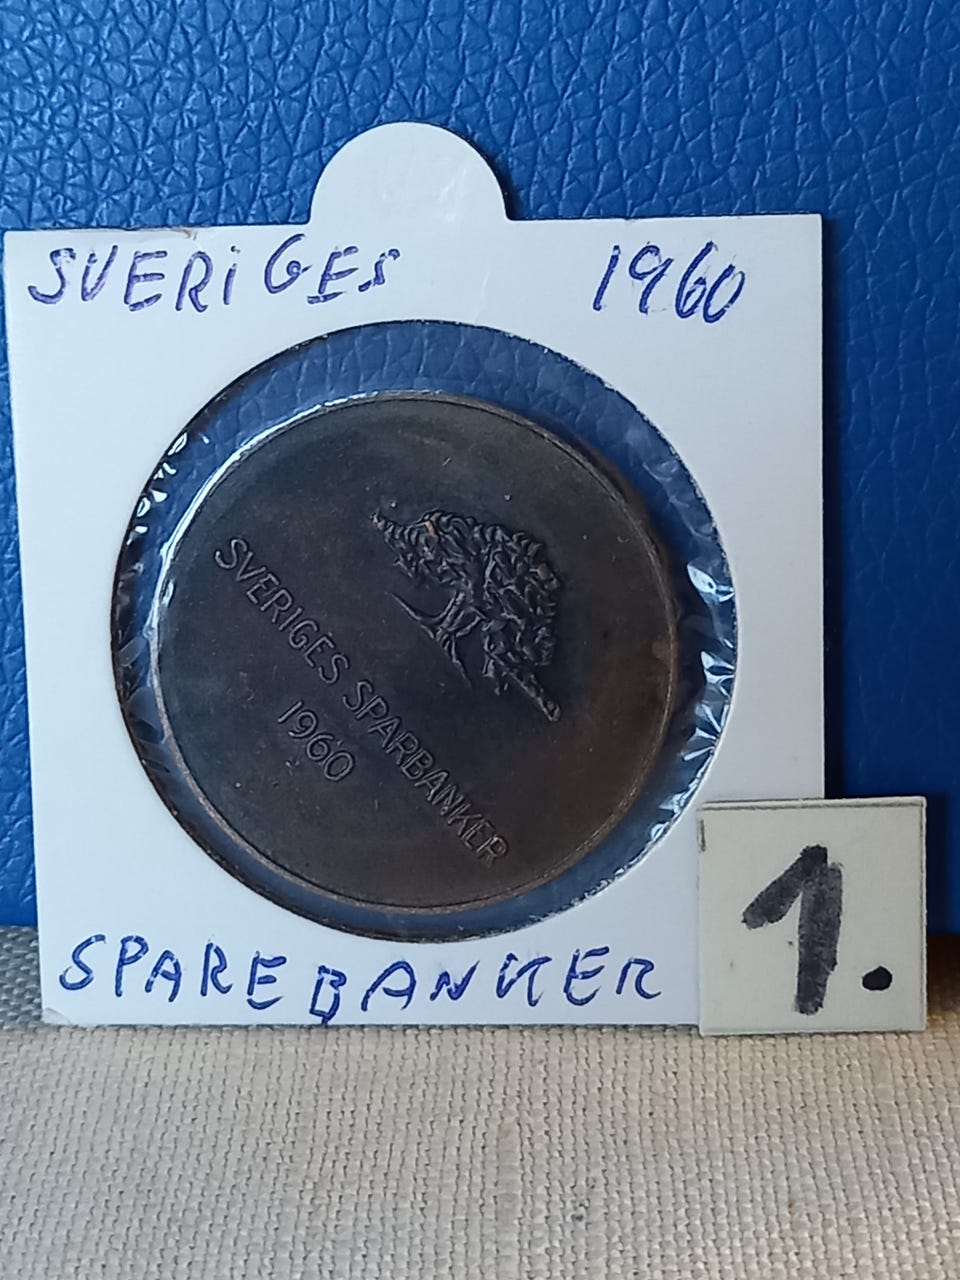 SVERiGES 1960
SVERIGES SPARBANKER
1960
SPAREBANKER
1.